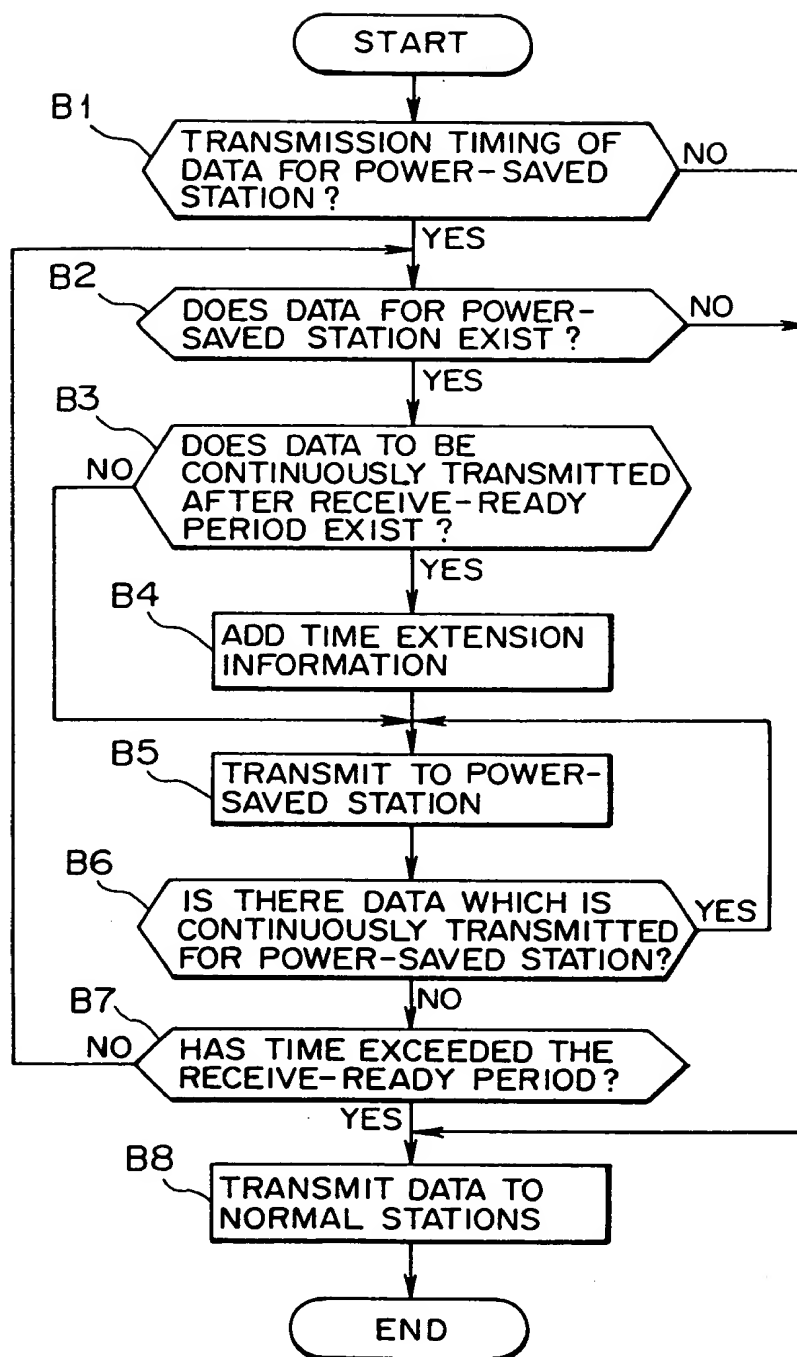 START
B1
TRANSMISSION TIMING OF
DATA FOR POWER-SAVED
STATION?
NO
YES
B2
DOES DATA FOR POWER-
SAVED STATION EXIST?
NO
YES
B3
DOES DATA TO BE
CONTINUOUSLY TRANSMITTED
AFTER RECEIVE-READY
PERIOD EXIST?
NO
YES
B4
ADD TIME EXTENSION
INFORMATION
B5
TRANSMIT TO POWER-
SAVED STATION
B6
IS THERE DATA WHICH IS
CONTINUOUSLY TRANSMITTED
FOR POWER-SAVED STATION?
YES
NO
B7
NO
HAS TIME EXCEEDED THE
RECEIVE-READY PERIOD?
YES
B8
TRANSMIT DATA TO
NORMAL STATIONS
END